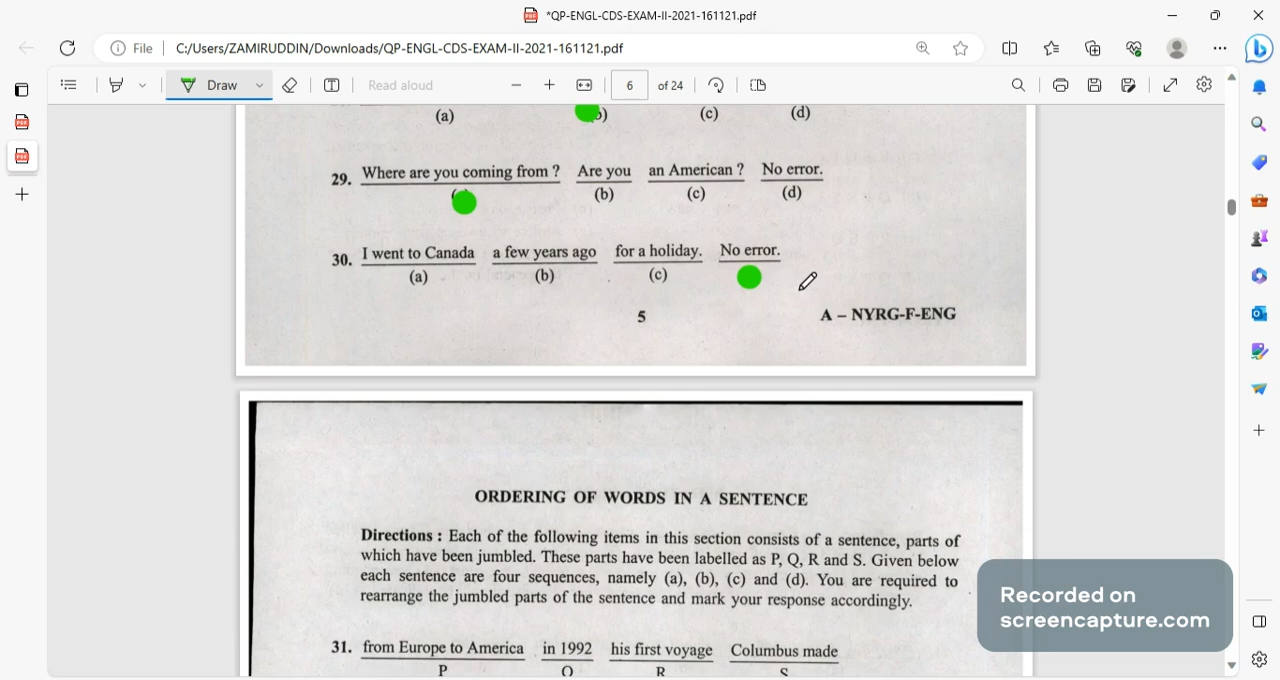 *QP-ENGL-CDS-EXAM-II-2021-161121.pdf
File C:/Users/ZAMIRUDDIN/Downloads/QP-ENGL-CDS-EXAM-II-2021-161121.pdf
Draw Read aloud 6 of 24
(a) b) (c) (d)
29. Where are you coming from ? Are you an American ? No error.
(b) (c) (d)
30. I went to Canada a few years ago for a holiday. No error.
(a) (b) (c)
5 A – NYRG-F-ENG
ORDERING OF WORDS IN A SENTENCE
Directions : Each of the following items in this section consists of a sentence, parts of
which have been jumbled. These parts have been labelled as P, Q, R and S. Given below
each sentence are four sequences, namely (a), (b), (c) and (d). You are required to
rearrange the jumbled parts of the sentence and mark your response accordingly.
Recorded on
screencapture.com
31. from Europe to America in 1992 his first voyage Columbus made
P Q R S